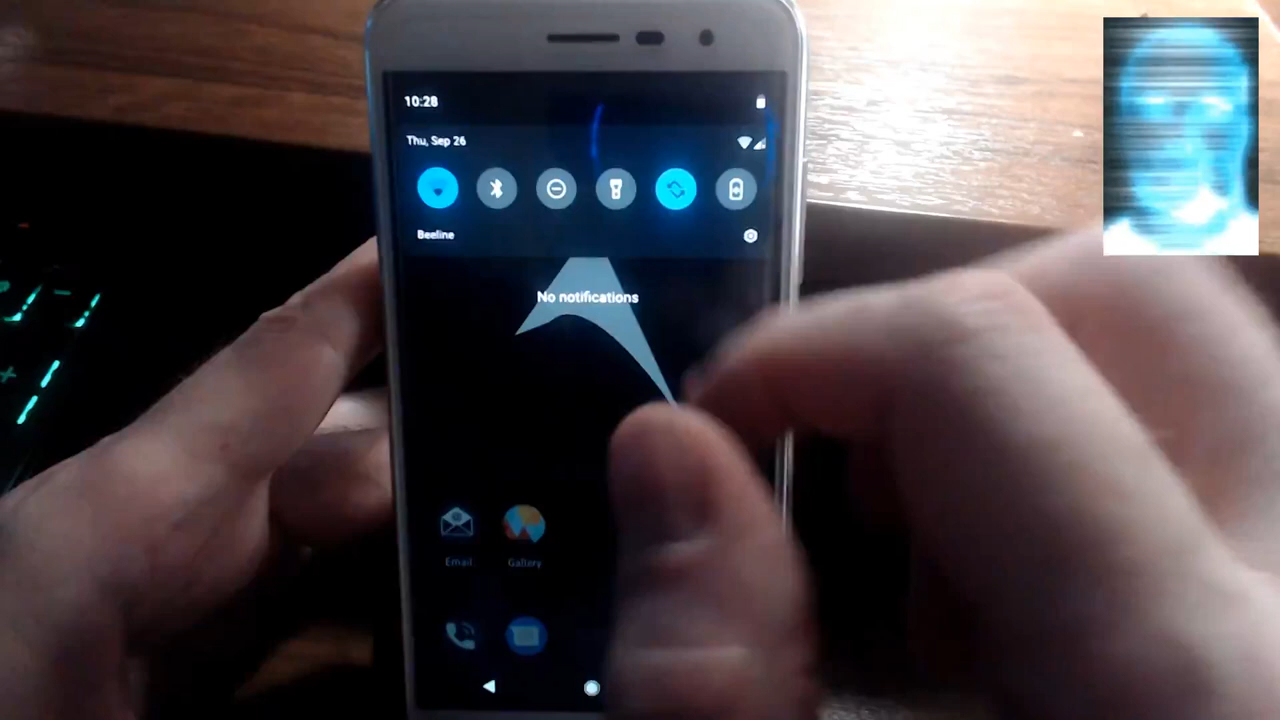 10:28
Thu, Sep 26
Beeline
No notifications
Email
Gallery